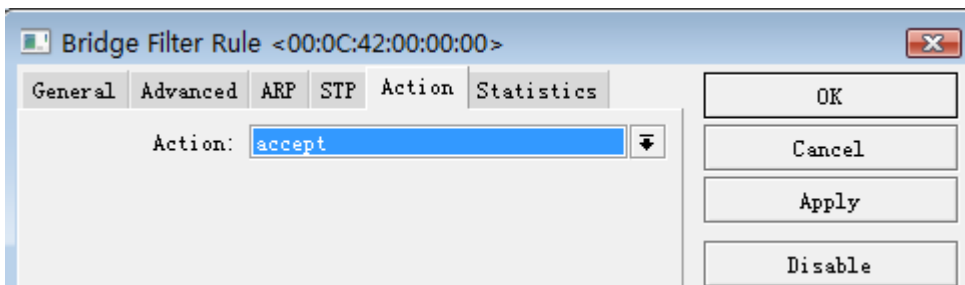 Bridge Filter Rule <00:0C:42:00:00:00>
General Advanced ARP STP Action Statistics
OK
Action: accept
Cancel
Apply
Disable